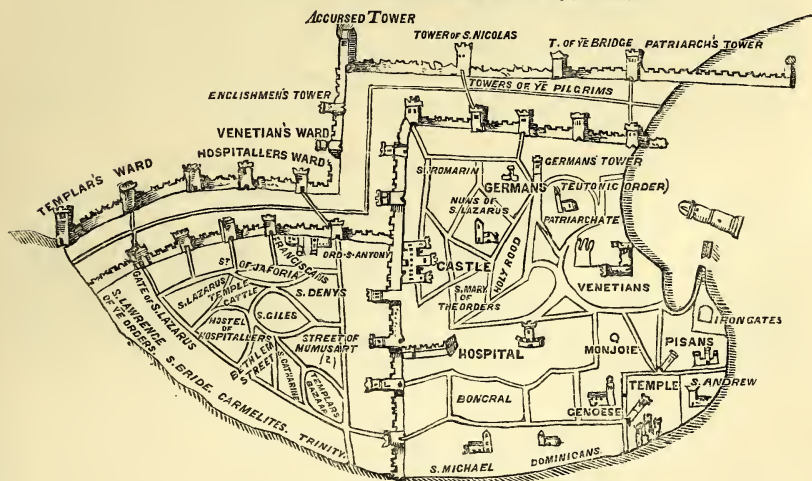 ACCURSED TOWER
TOWER OF S. NICOLAS
T. OF YE BRIDGE
PATRIARCH'S TOWER
TOWERS OF YE PILGRIMS
ENGLISHMEN'S TOWER
VENETIAN'S WARD
HOSPITALLERS WARD
TEMPLAR'S WARD
GERMANS' TOWER
S. ROMARIN
GERMANS (TEUTONIC ORDER)
NUNS OF
S. LAZARUS
PATRIARCHATE
ORD. S. ANTONY
FRANCISCANS
ST OF JAFORIA
CASTLE
HOLY ROOD
S. MARY OF
THE ORDERS
VENETIANS
GATE OF S. LAZARUS
S. LAWRENCE
OF YE ORDERS
S. LAZARUS
TEMPLE
CATTLE
S. DENYS
S. GILES
HOSTEL
OF
HOSPITALLERS
STREET OF
MUMUSART
(2)
BETHLEM
STREET
S. CATHARINE
TEMPLARS
BAZAAR
S. BRIDE. CARMELITES. TRINITY.
HOSPITAL
MONJOIE
PISANS
IRON GATES
BONCRAL
GENOESE
TEMPLE
S. ANDREW
S. MICHAEL
DOMINICANS.